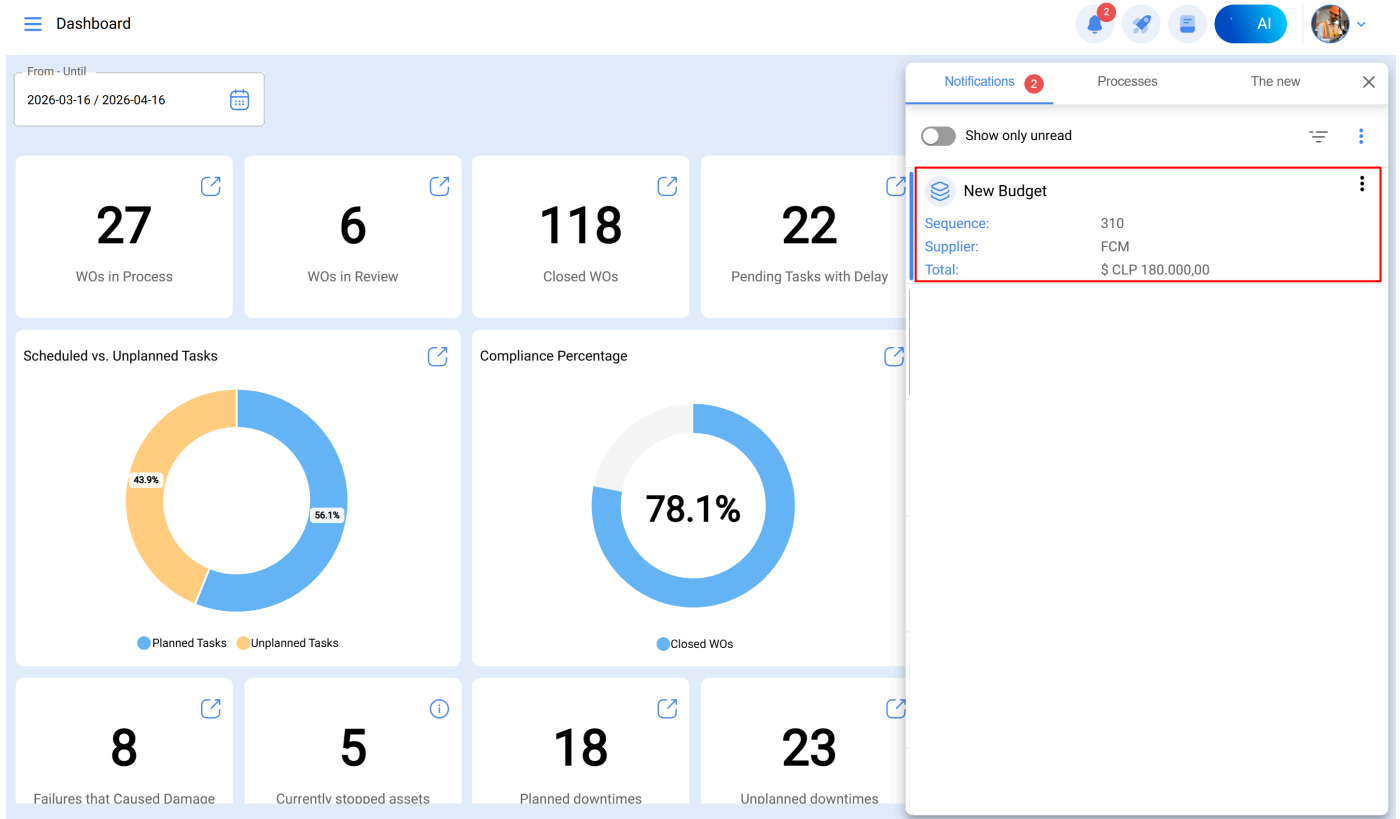 Dashboard
2
AI
From - Until
2026-03-16 / 2026-04-16
Notifications 2
Processes
The new
Show only unread
New Budget
Sequence: 310
Supplier: FCM
Total: $ CLP 180.000,00
27
WOs in Process
6
WOs in Review
118
Closed WOs
22
Pending Tasks with Delay
Scheduled vs. Unplanned Tasks
43.9%
56.1%
Planned Tasks Unplanned Tasks
Compliance Percentage
78.1%
Closed WOs
8
Failures that Caused Damage
5
Currently stopped assets
18
Planned downtimes
23
Unplanned downtimes